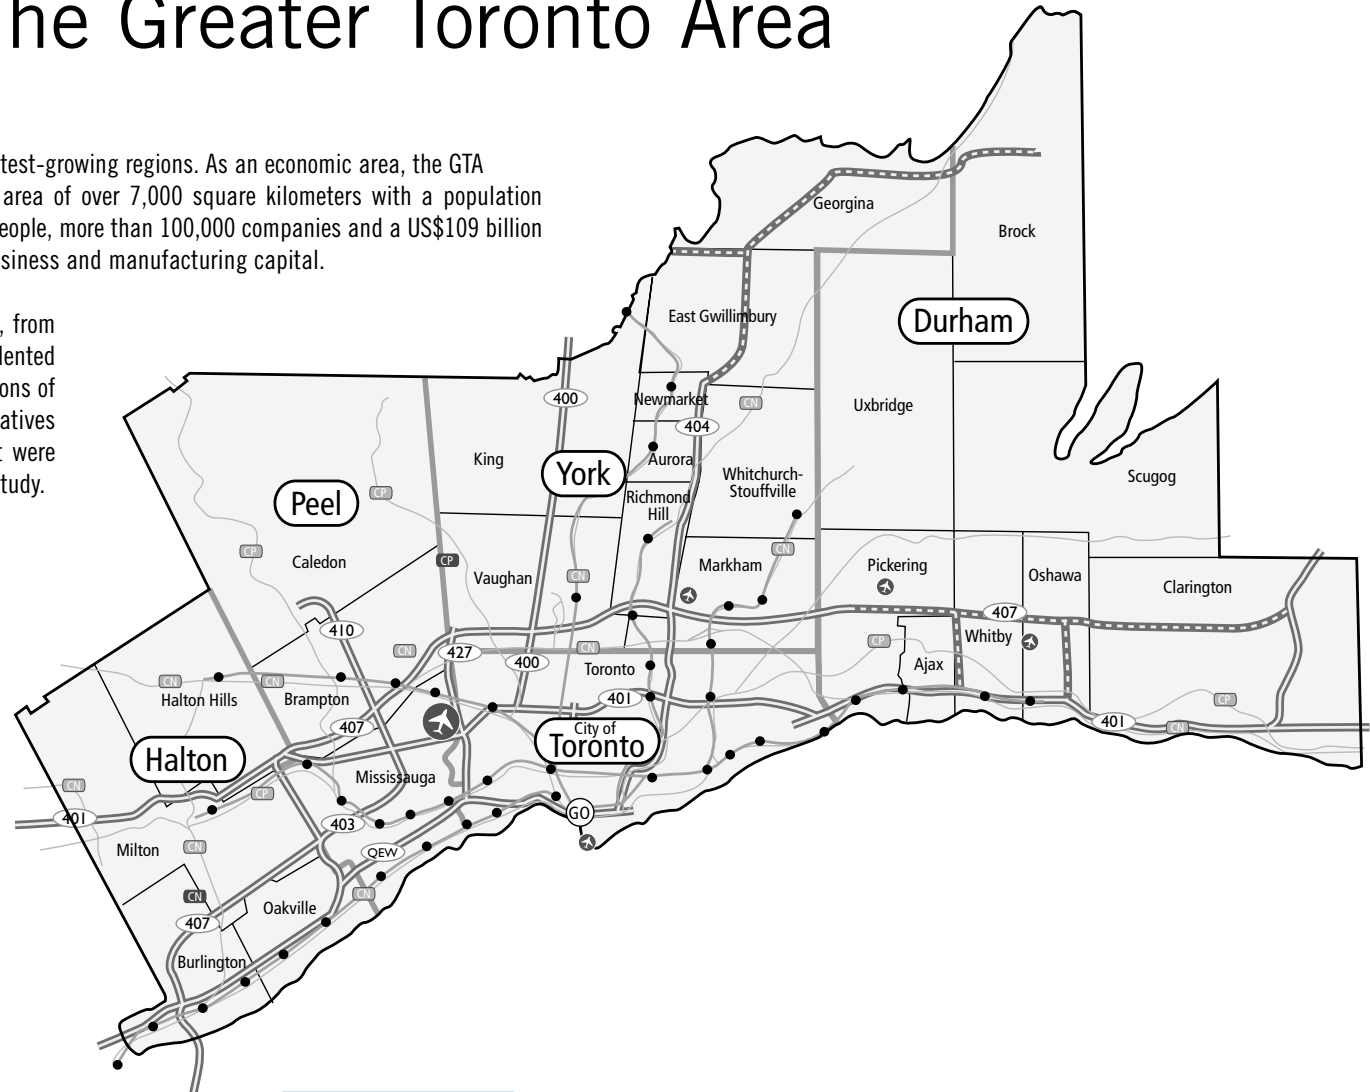 he Greater Toronto Area
test-growing regions. As an economic area, the GTA
area of over 7,000 square kilometers with a population
eople, more than 100,000 companies and a US$109 billion
siness and manufacturing capital.
, from
lented
ons of
atives
t were
tudy.
Georgina
Brock
East Gwillimbury
Durham
400
Newmarket
CN
Uxbridge
404
King
York
Aurora
Whitchurch-
Stouffville
Scugog
Peel
CP
Richmond
Hill
CP
Caledon
CP
Vaughan
CN
Markham
CN
Pickering
Oshawa
Clarington
407
410
CN
427
400
CN
Toronto
CP
Whitby
Ajax
CN
Halton Hills
CN
Brampton
401
CP
407
City of
Toronto
401
CN
Halton
Mississauga
CN
CP
401
403
GO
Milton
CN
QEW
CN
CN
407
Oakville
Burlington